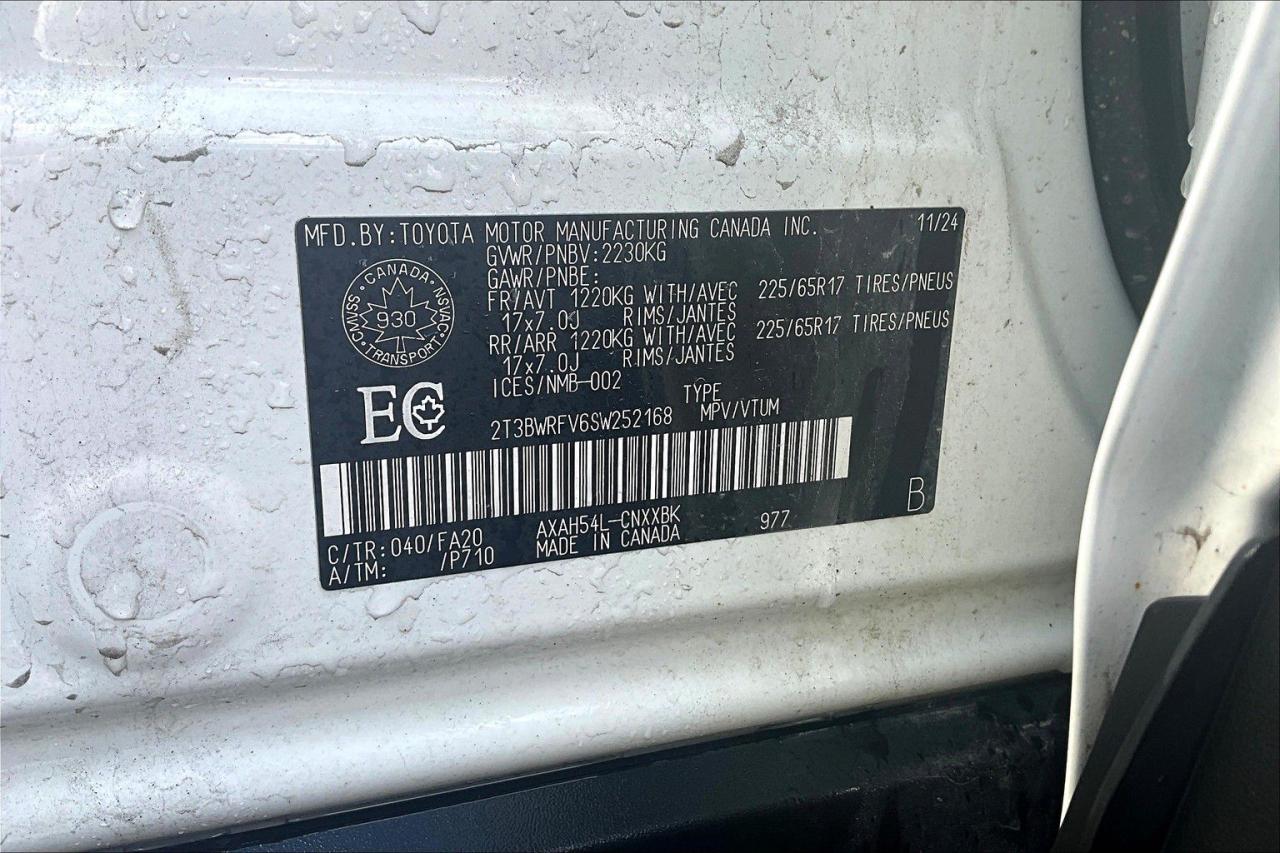 MFD.BY:TOYOTA MOTOR MANUFACTURING CANADA INC. 11/24
GVWR/PNBV:2230KG
GAWR/PNBE:
FR/AVT 1220KG WITH/AVEC 225/65R17 TIRES/PNEUS
17x7.0J RIMS/JANTES
RR/ARR 1220KG WITH/AVEC 225/65R17 TIRES/PNEUS
17x7.0J RIMS/JANTES
ICES/NMB-002
CANADA
CMVSS 930 NSVAC
TRANSPORT
EC
TYPE
2T3BWRFV6SW252168 MPV/VTUM
B
C/TR:040/FA20 AXAH54L-CNXXBK 977
A/TM: /P710 MADE IN CANADA